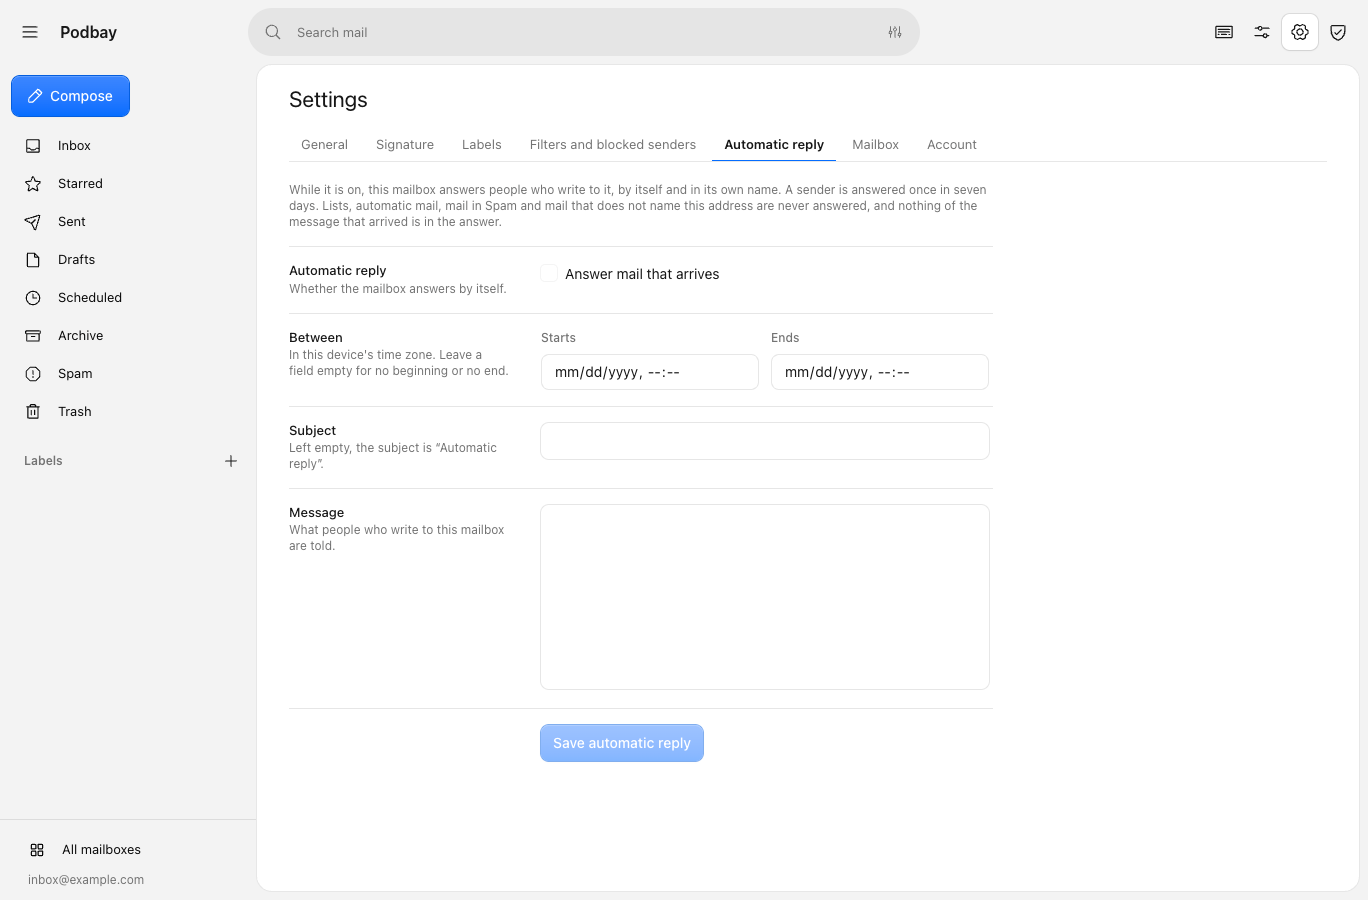 Podbay
Search mail
Compose
Inbox
Starred
Sent
Drafts
Scheduled
Archive
Spam
Trash
Labels
All mailboxes
inbox@example.com
Settings
General
Signature
Labels
Filters and blocked senders
Automatic reply
Mailbox
Account
While it is on, this mailbox answers people who write to it, by itself and in its own name. A sender is answered once in seven
days. Lists, automatic mail, mail in Spam and mail that does not name this address are never answered, and nothing of the
message that arrived is in the answer.
Automatic reply
Whether the mailbox answers by itself.
Answer mail that arrives
Between
In this device's time zone. Leave a
field empty for no beginning or no end.
Starts
mm/dd/yyyy, --:--
Ends
mm/dd/yyyy, --:--
Subject
Left empty, the subject is “Automatic
reply”.
Message
What people who write to this mailbox
are told.
Save automatic reply